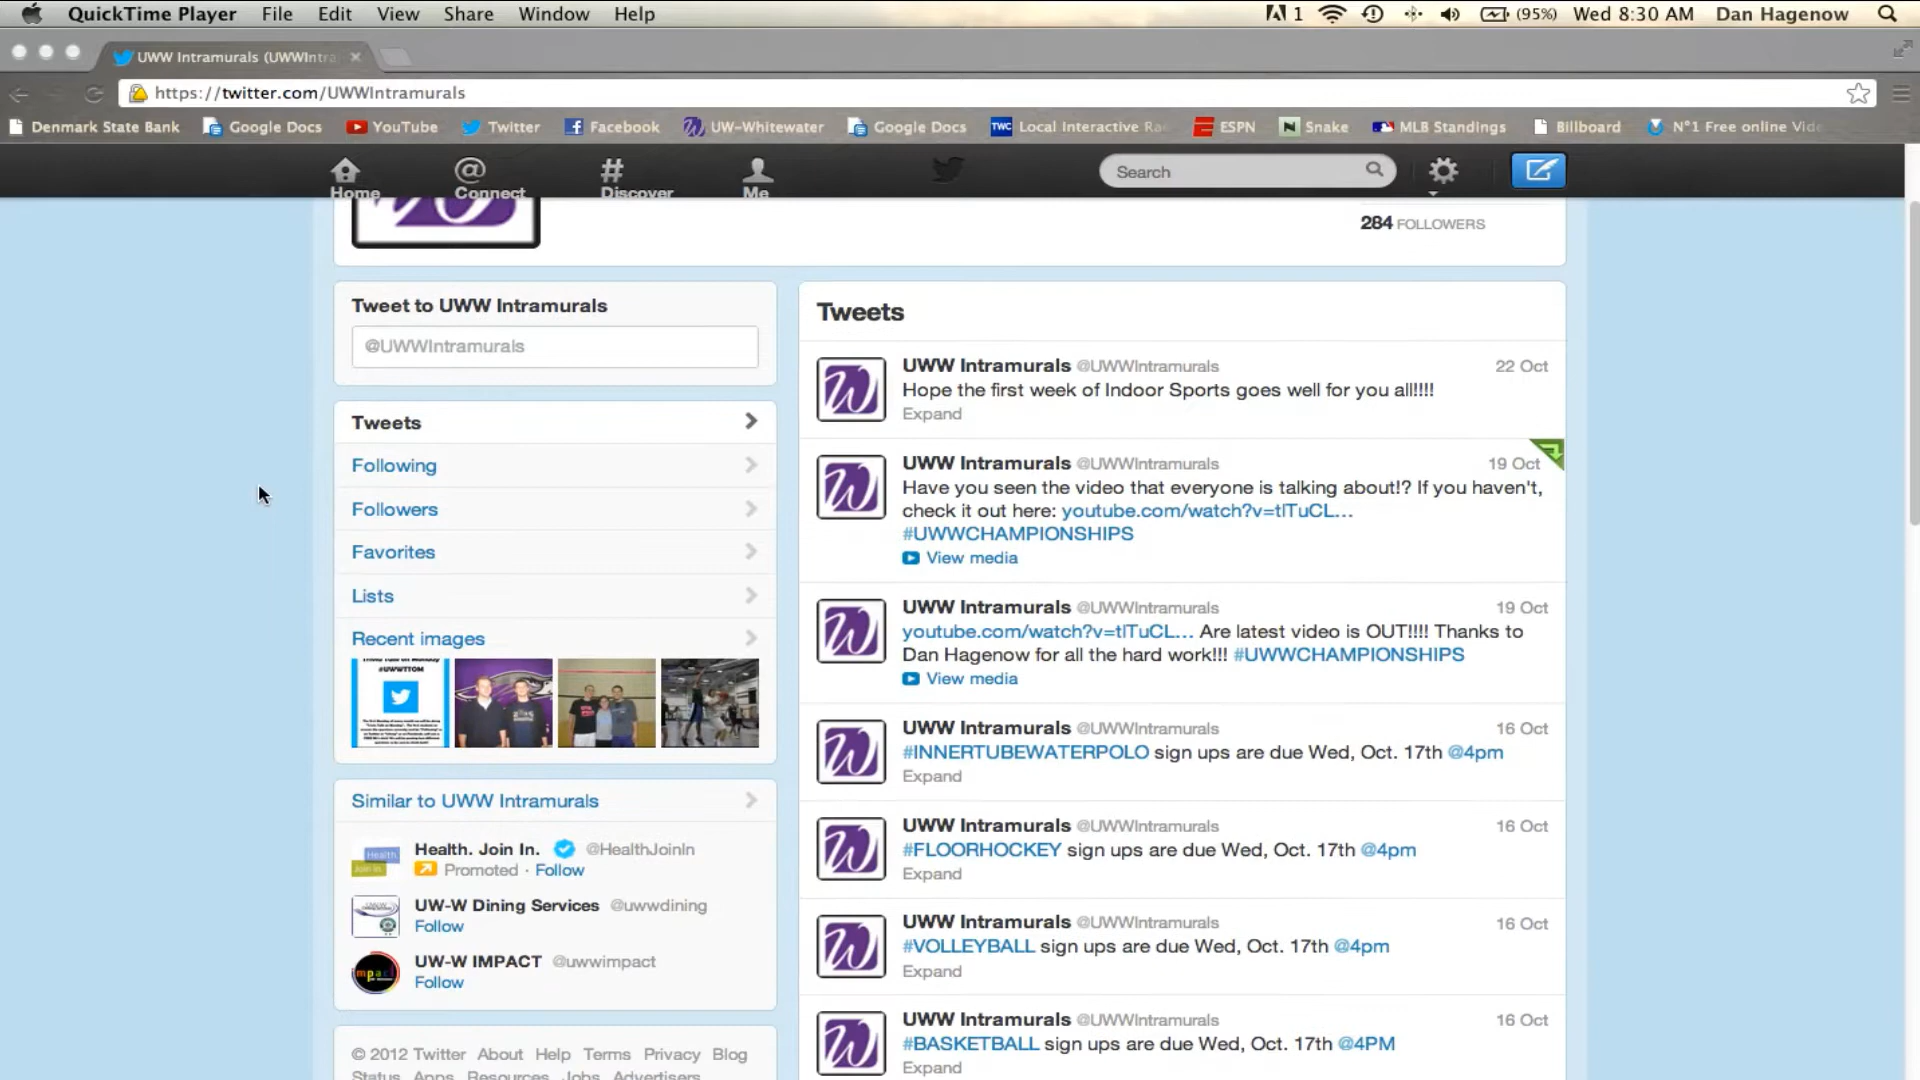 QuickTime Player File Edit View Share Window Help 1 (95%) Wed 8:30 AM Dan Hagenow
UWW Intramurals (UWWIntra
https://twitter.com/UWWIntramurals
Denmark State Bank Google Docs YouTube Twitter Facebook UW-Whitewater Google Docs TWC Local Interactive Ra ESPN Snake MLB Standings Billboard N°1 Free online Vid
Home Connect Discover Me Search
284 FOLLOWERS
Tweet to UWW Intramurals
@UWWIntramurals
Tweets
Following
Followers
Favorites
Lists
Recent images
#UWWTTOM
Similar to UWW Intramurals
Health. Join In. @HealthJoinIn
Promoted · Follow
UW-W Dining Services @uwwdining
Follow
UW-W IMPACT @uwwimpact
Follow
© 2012 Twitter About Help Terms Privacy Blog
Status Apps Resources Jobs Advertisers
Tweets
UWW Intramurals @UWWIntramurals 22 Oct
Hope the first week of Indoor Sports goes well for you all!!!!
Expand
UWW Intramurals @UWWIntramurals 19 Oct
Have you seen the video that everyone is talking about!? If you haven't,
check it out here: youtube.com/watch?v=tlTuCL...
#UWWCHAMPIONSHIPS
View media
UWW Intramurals @UWWIntramurals 19 Oct
youtube.com/watch?v=tlTuCL... Are latest video is OUT!!!! Thanks to
Dan Hagenow for all the hard work!!! #UWWCHAMPIONSHIPS
View media
UWW Intramurals @UWWIntramurals 16 Oct
#INNERTUBEWATERPOLO sign ups are due Wed, Oct. 17th @4pm
Expand
UWW Intramurals @UWWIntramurals 16 Oct
#FLOORHOCKEY sign ups are due Wed, Oct. 17th @4pm
Expand
UWW Intramurals @UWWIntramurals 16 Oct
#VOLLEYBALL sign ups are due Wed, Oct. 17th @4pm
Expand
UWW Intramurals @UWWIntramurals 16 Oct
#BASKETBALL sign ups are due Wed, Oct. 17th @4PM
Expand